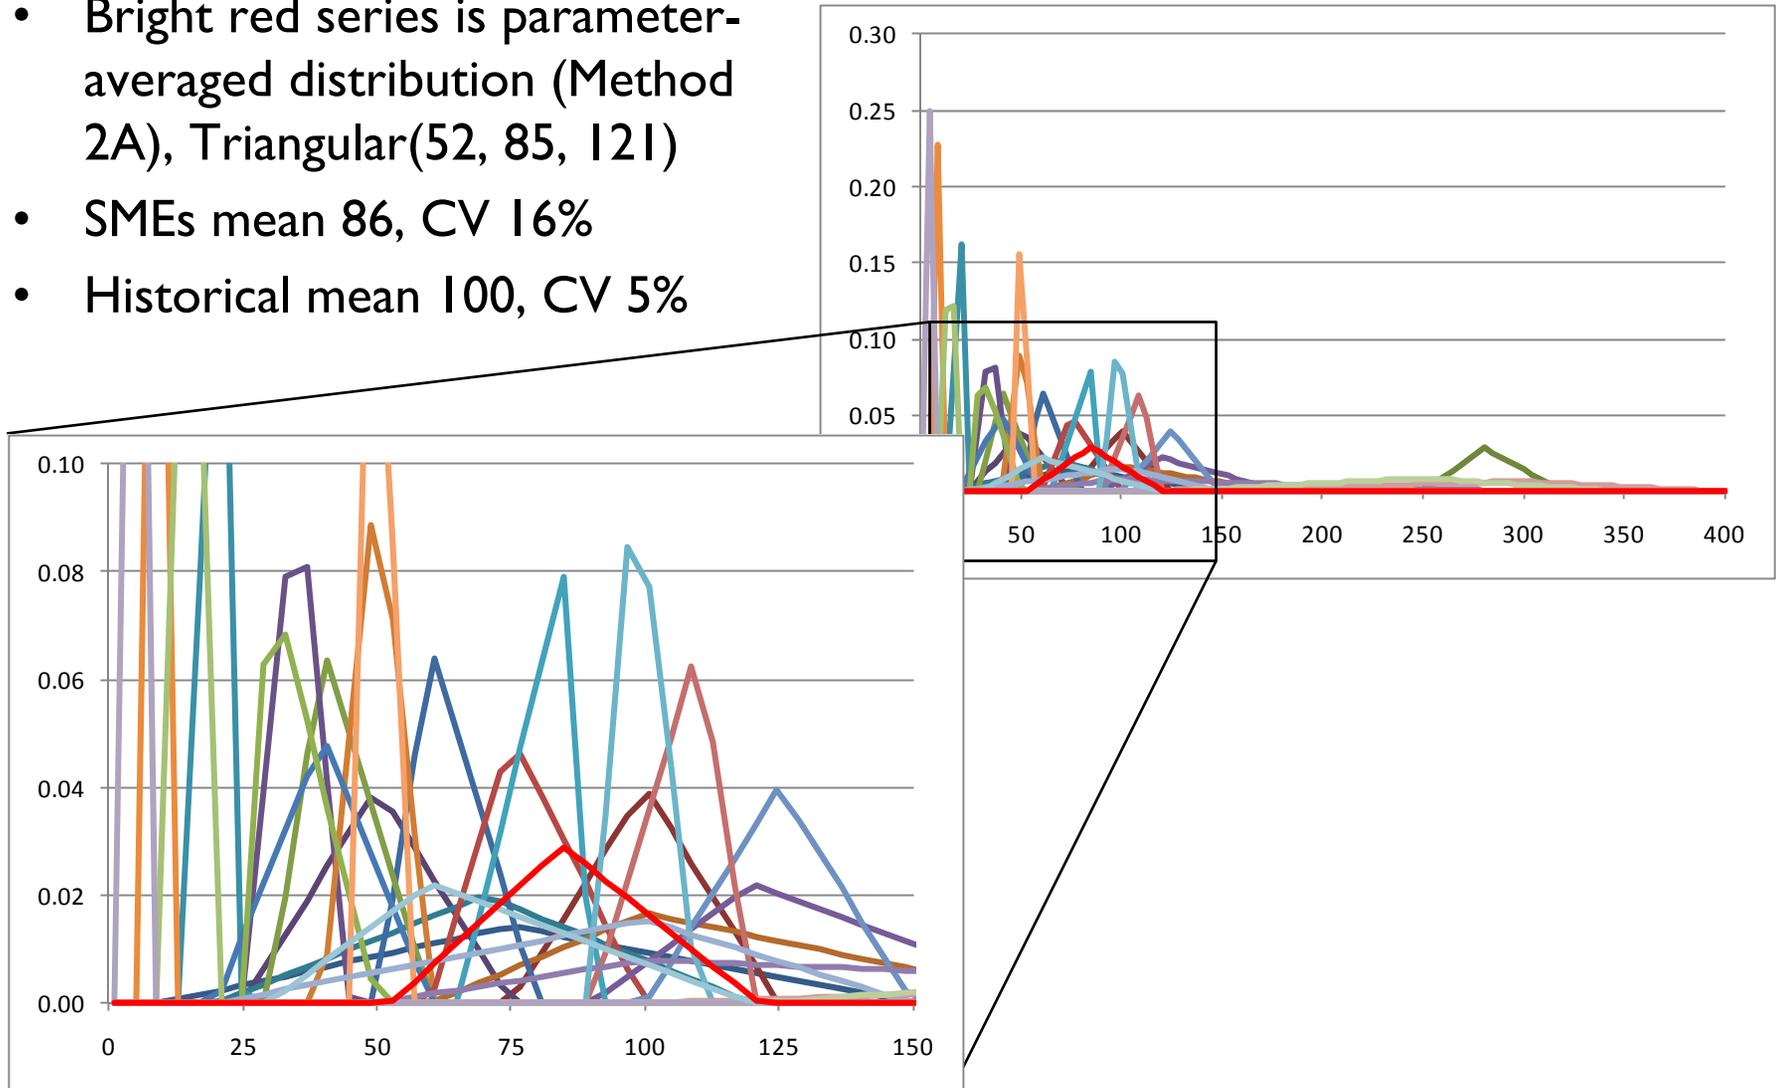 • Bright red series is parameter-
averaged distribution (Method
2A), Triangular(52, 85, 121)
• SMEs mean 86, CV 16%
• Historical mean 100, CV 5%
0.30
0.25
0.20
0.15
0.10
0.05
50 100 150 200 250 300 350 400
0.10
0.08
0.06
0.04
0.02
0.00
0 25 50 75 100 125 150